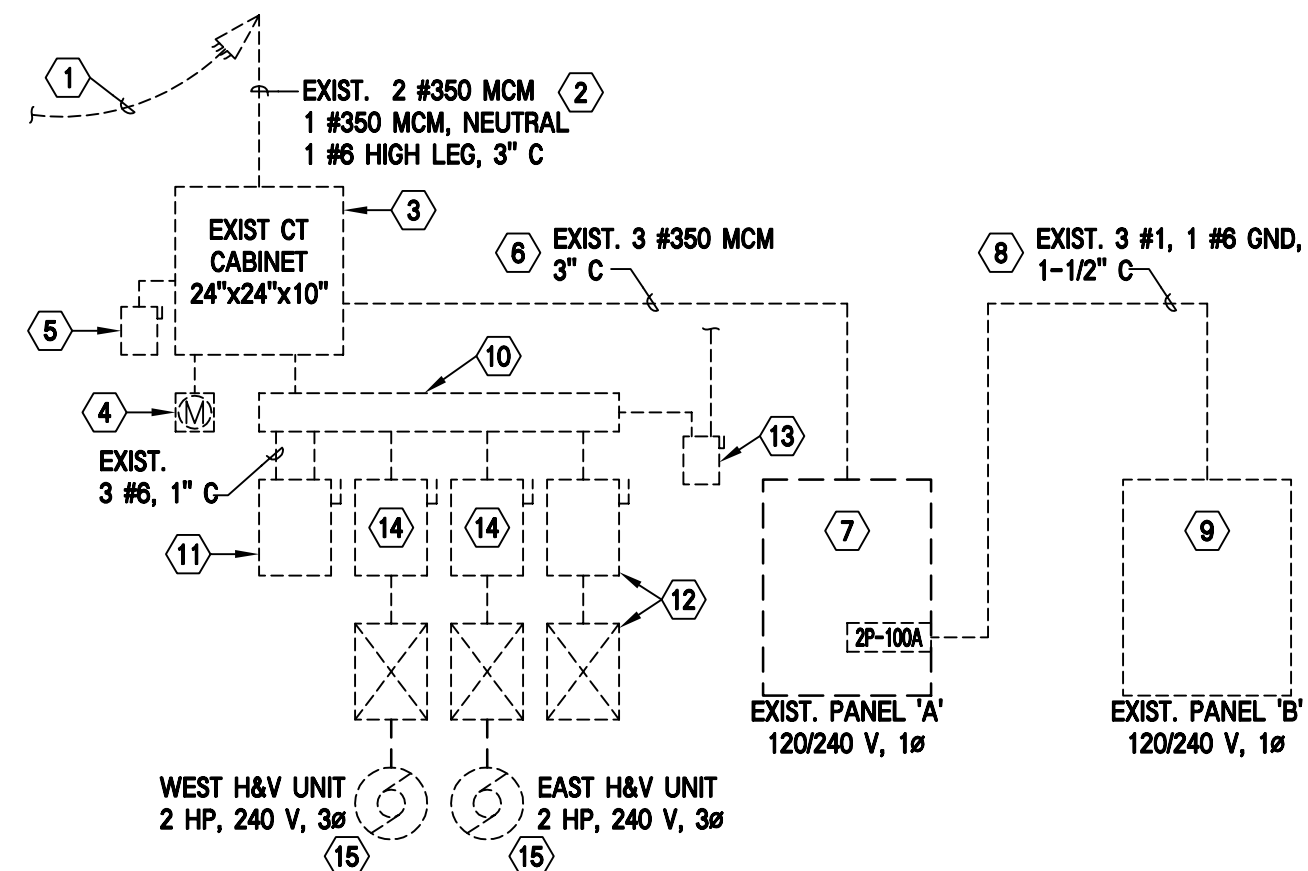 1
EXIST. 2 #350 MCM
1 #350 MCM, NEUTRAL
1 #6 HIGH LEG, 3" C
2
EXIST CT
CABINET
24"x24"x10"
3
6
EXIST. 3 #350 MCM
3" C
8
EXIST. 3 #1, 1 #6 GND,
1-1/2" C
5
10
4
M
13
EXIST.
3 #6, 1" C
14
14
7
9
11
12
2P-100A
EXIST. PANEL 'A'
120/240 V, 1ø
EXIST. PANEL 'B'
120/240 V, 1ø
WEST H&V UNIT
2 HP, 240 V, 3ø
EAST H&V UNIT
2 HP, 240 V, 3ø
15
15